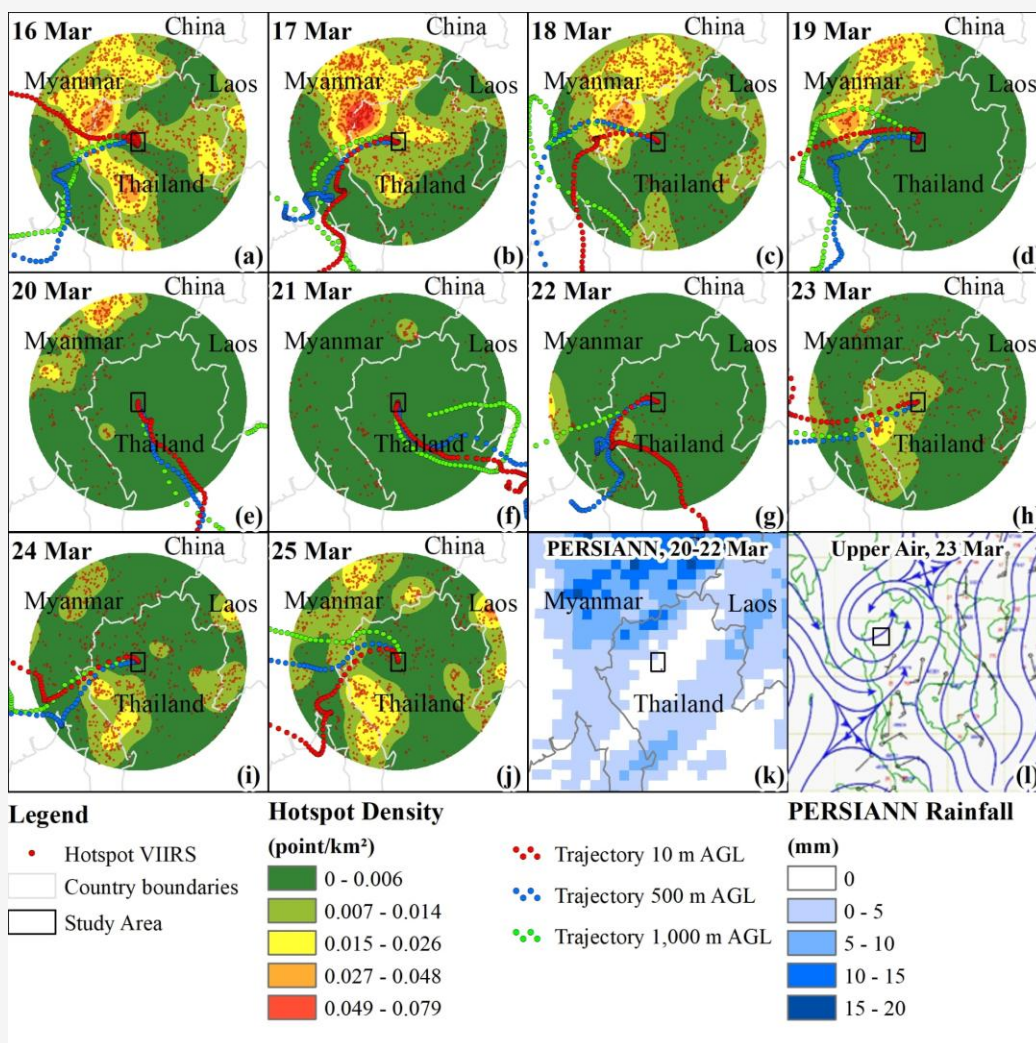 16 Mar
China
Myanmar
Laos
Thailand
(a)
17 Mar
China
Myanmar
Laos
Thailand
(b)
18 Mar
China
Myanmar
Laos
Thailand
(c)
19 Mar
China
Myanmar
Laos
Thailand
(d)
20 Mar
China
Myanmar
Laos
Thailand
(e)
21 Mar
China
Myanmar
Laos
Thailand
(f)
22 Mar
China
Myanmar
Laos
Thailand
(g)
23 Mar
China
Myanmar
Laos
Thailand
(h)
24 Mar
China
Myanmar
Laos
Thailand
(i)
25 Mar
China
Myanmar
Laos
Thailand
(j)
PERSIANN, 20-22 Mar
Myanmar
Laos
Thailand
(k)
Upper Air, 23 Mar
(l)
Legend
Hotspot VIIRS
Country boundaries
Study Area
Hotspot Density
(point/km²)
0 - 0.006
0.007 - 0.014
0.015 - 0.026
0.027 - 0.048
0.049 - 0.079
Trajectory 10 m AGL
Trajectory 500 m AGL
Trajectory 1,000 m AGL
PERSIANN Rainfall
(mm)
0
0 - 5
5 - 10
10 - 15
15 - 20